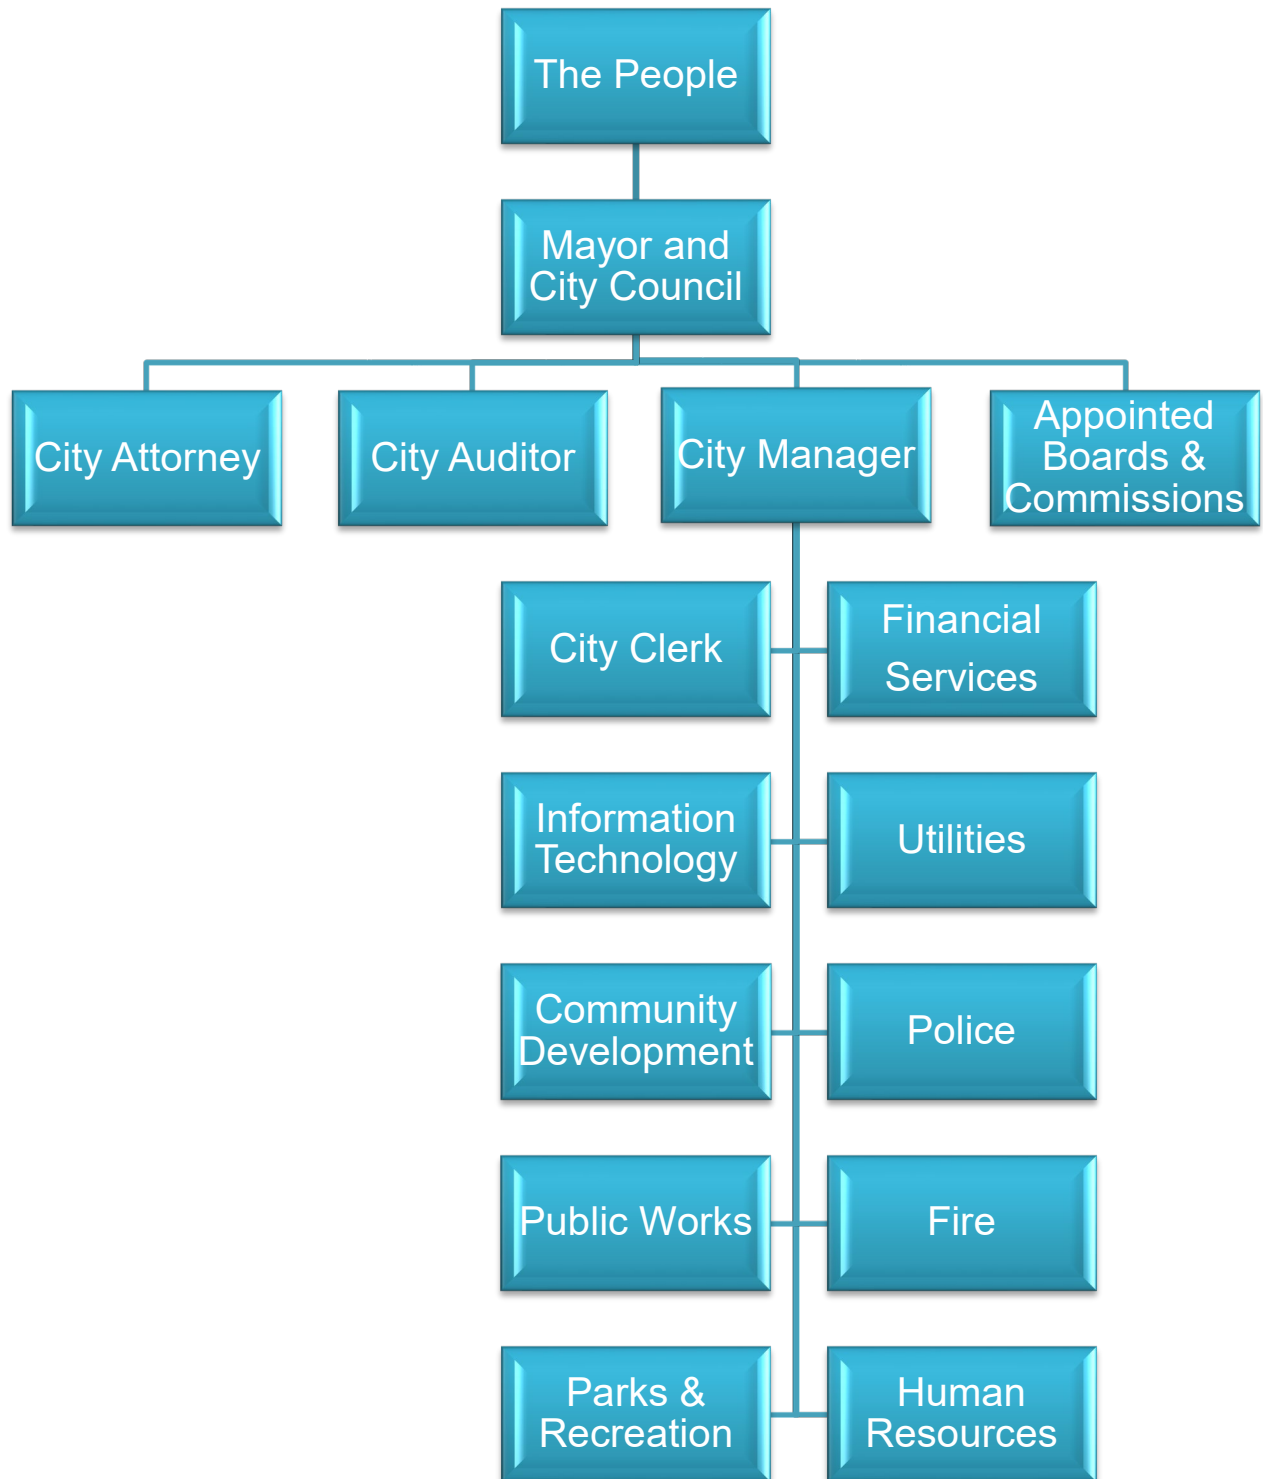 The People
Mayor and
City Council
City Attorney
City Auditor
City Manager
Appointed
Boards &
Commissions
City Clerk
Financial
Services
Information
Technology
Utilities
Community
Development
Police
Public Works
Fire
Parks &
Recreation
Human
Resources